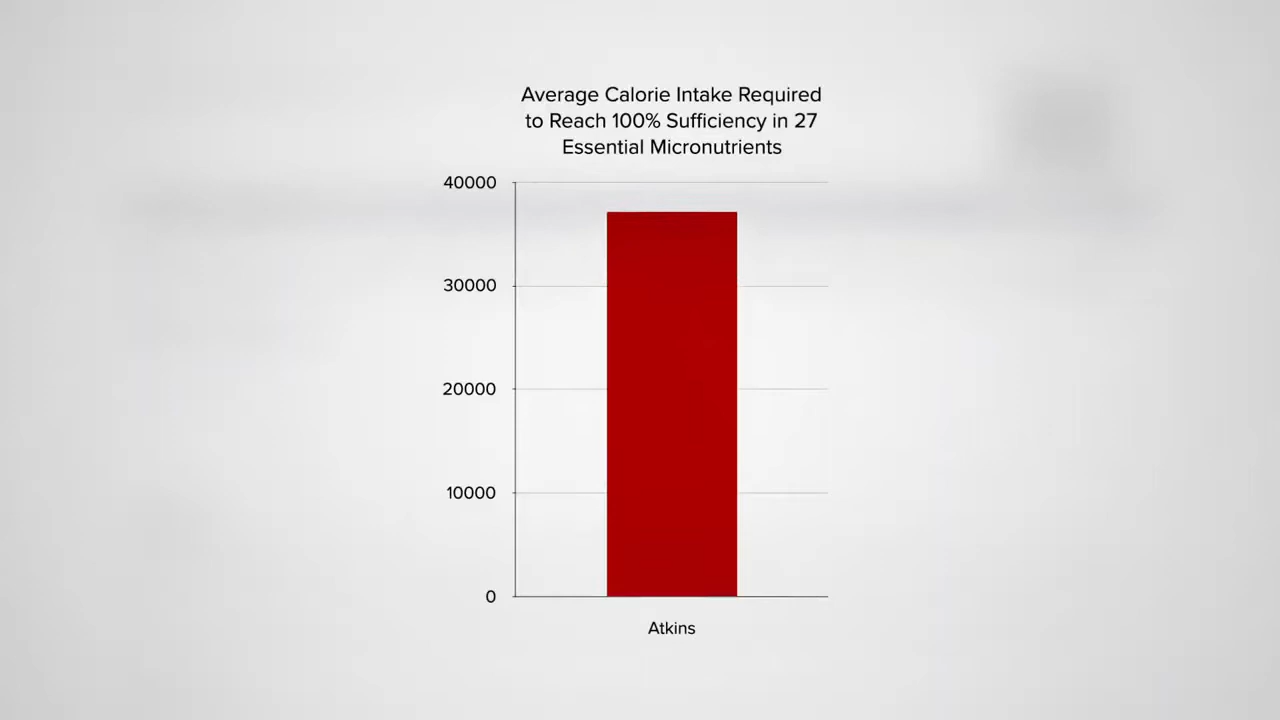 Average Calorie Intake Required
to Reach 100% Sufficiency in 27
Essential Micronutrients
40000
30000
20000
10000
0
Atkins